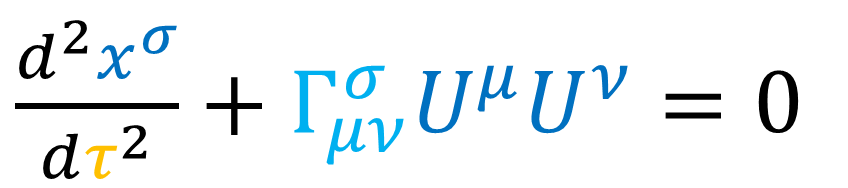 d²x^σ/dτ² + Γ^σ_μν U^μ U^ν = 0